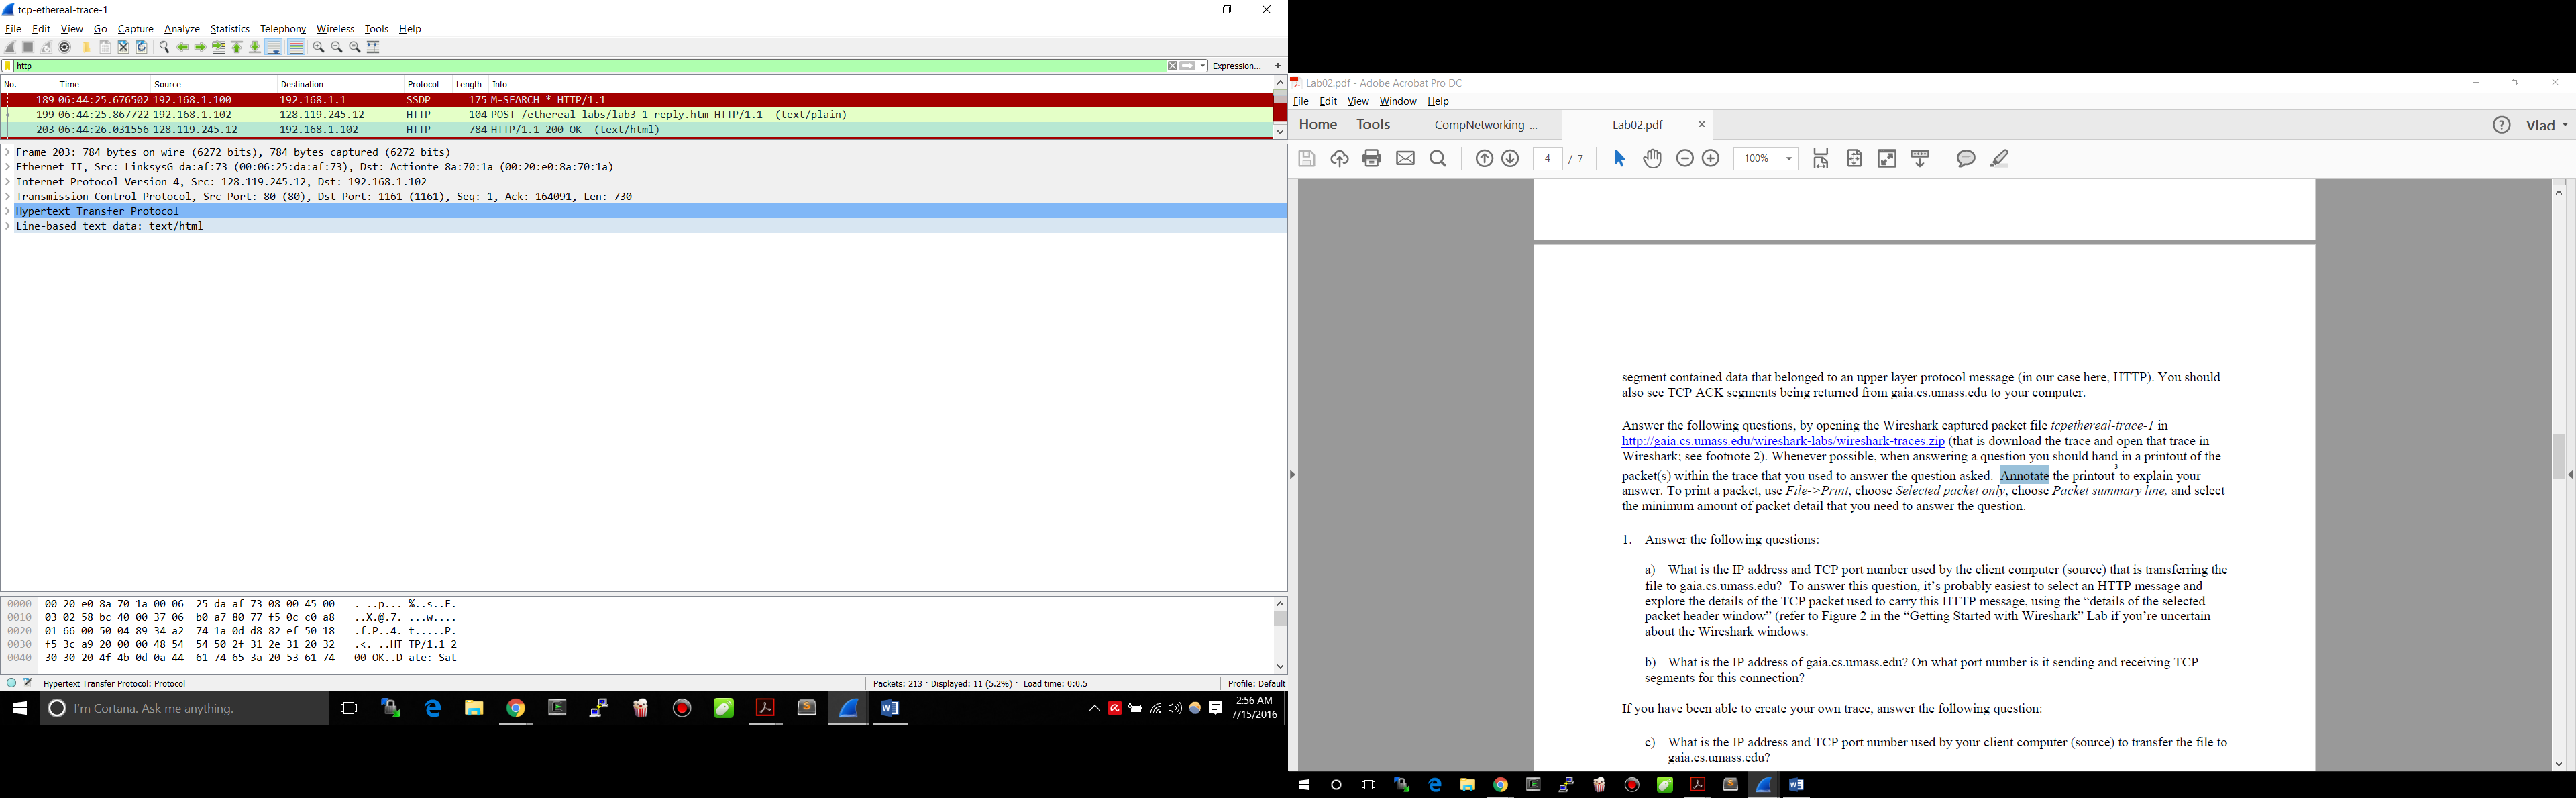 tcp-ethereal-trace-1
File Edit View Go Capture Analyze Statistics Telephony Wireless Tools Help
http
Expression... +
No. Time Source Destination Protocol Length Info
189 06:44:25.676502 192.168.1.100 192.168.1.1 SSDP 175 M-SEARCH * HTTP/1.1
199 06:44:25.867722 192.168.1.102 128.119.245.12 HTTP 104 POST /ethereal-labs/lab3-1-reply.htm HTTP/1.1 (text/plain)
203 06:44:26.031556 128.119.245.12 192.168.1.102 HTTP 784 HTTP/1.1 200 OK (text/html)
Frame 203: 784 bytes on wire (6272 bits), 784 bytes captured (6272 bits)
Ethernet II, Src: LinksysG_da:af:73 (00:06:25:da:af:73), Dst: Actionte_8a:70:1a (00:20:e0:8a:70:1a)
Internet Protocol Version 4, Src: 128.119.245.12, Dst: 192.168.1.102
Transmission Control Protocol, Src Port: 80 (80), Dst Port: 1161 (1161), Seq: 1, Ack: 164091, Len: 730
Hypertext Transfer Protocol
Line-based text data: text/html
0000 00 20 e0 8a 70 1a 00 06 25 da af 73 08 00 45 00 . ..p... %..s..E.
0010 03 02 58 bc 40 00 37 06 b0 a7 80 77 f5 0c c0 a8 ..X.@.7. ...w....
0020 01 66 00 50 04 89 34 a2 74 1a 0d d8 82 ef 50 18 .f.P..4. t.....P.
0030 f5 3c a9 20 00 00 48 54 54 50 2f 31 2e 31 20 32 .<. ..HT TP/1.1 2
0040 30 30 20 4f 4b 0d 0a 44 61 74 65 3a 20 53 61 74 00 OK..D ate: Sat
Hypertext Transfer Protocol: Protocol
Packets: 213 · Displayed: 11 (5.2%) · Load time: 0:0.5
Profile: Default
I'm Cortana. Ask me anything.
2:56 AM
7/15/2016
Lab02.pdf - Adobe Acrobat Pro DC
File Edit View Window Help
Home Tools CompNetworking-... Lab02.pdf × Vlad
4 / 7 100%
segment contained data that belonged to an upper layer protocol message (in our case here, HTTP). You should
also see TCP ACK segments being returned from gaia.cs.umass.edu to your computer.
Answer the following questions, by opening the Wireshark captured packet file tcpethereal-trace-1 in
http://gaia.cs.umass.edu/wireshark-labs/wireshark-traces.zip (that is download the trace and open that trace in
Wireshark; see footnote 2). Whenever possible, when answering a question you should hand in a printout of the
packet(s) within the trace that you used to answer the question asked. Annotate the printout3 to explain your
answer. To print a packet, use File->Print, choose Selected packet only, choose Packet summary line, and select
the minimum amount of packet detail that you need to answer the question.
1. Answer the following questions:
a) What is the IP address and TCP port number used by the client computer (source) that is transferring the
file to gaia.cs.umass.edu? To answer this question, it's probably easiest to select an HTTP message and
explore the details of the TCP packet used to carry this HTTP message, using the “details of the selected
packet header window” (refer to Figure 2 in the “Getting Started with Wireshark” Lab if you're uncertain
about the Wireshark windows.
b) What is the IP address of gaia.cs.umass.edu? On what port number is it sending and receiving TCP
segments for this connection?
If you have been able to create your own trace, answer the following question:
c) What is the IP address and TCP port number used by your client computer (source) to transfer the file to
gaia.cs.umass.edu?